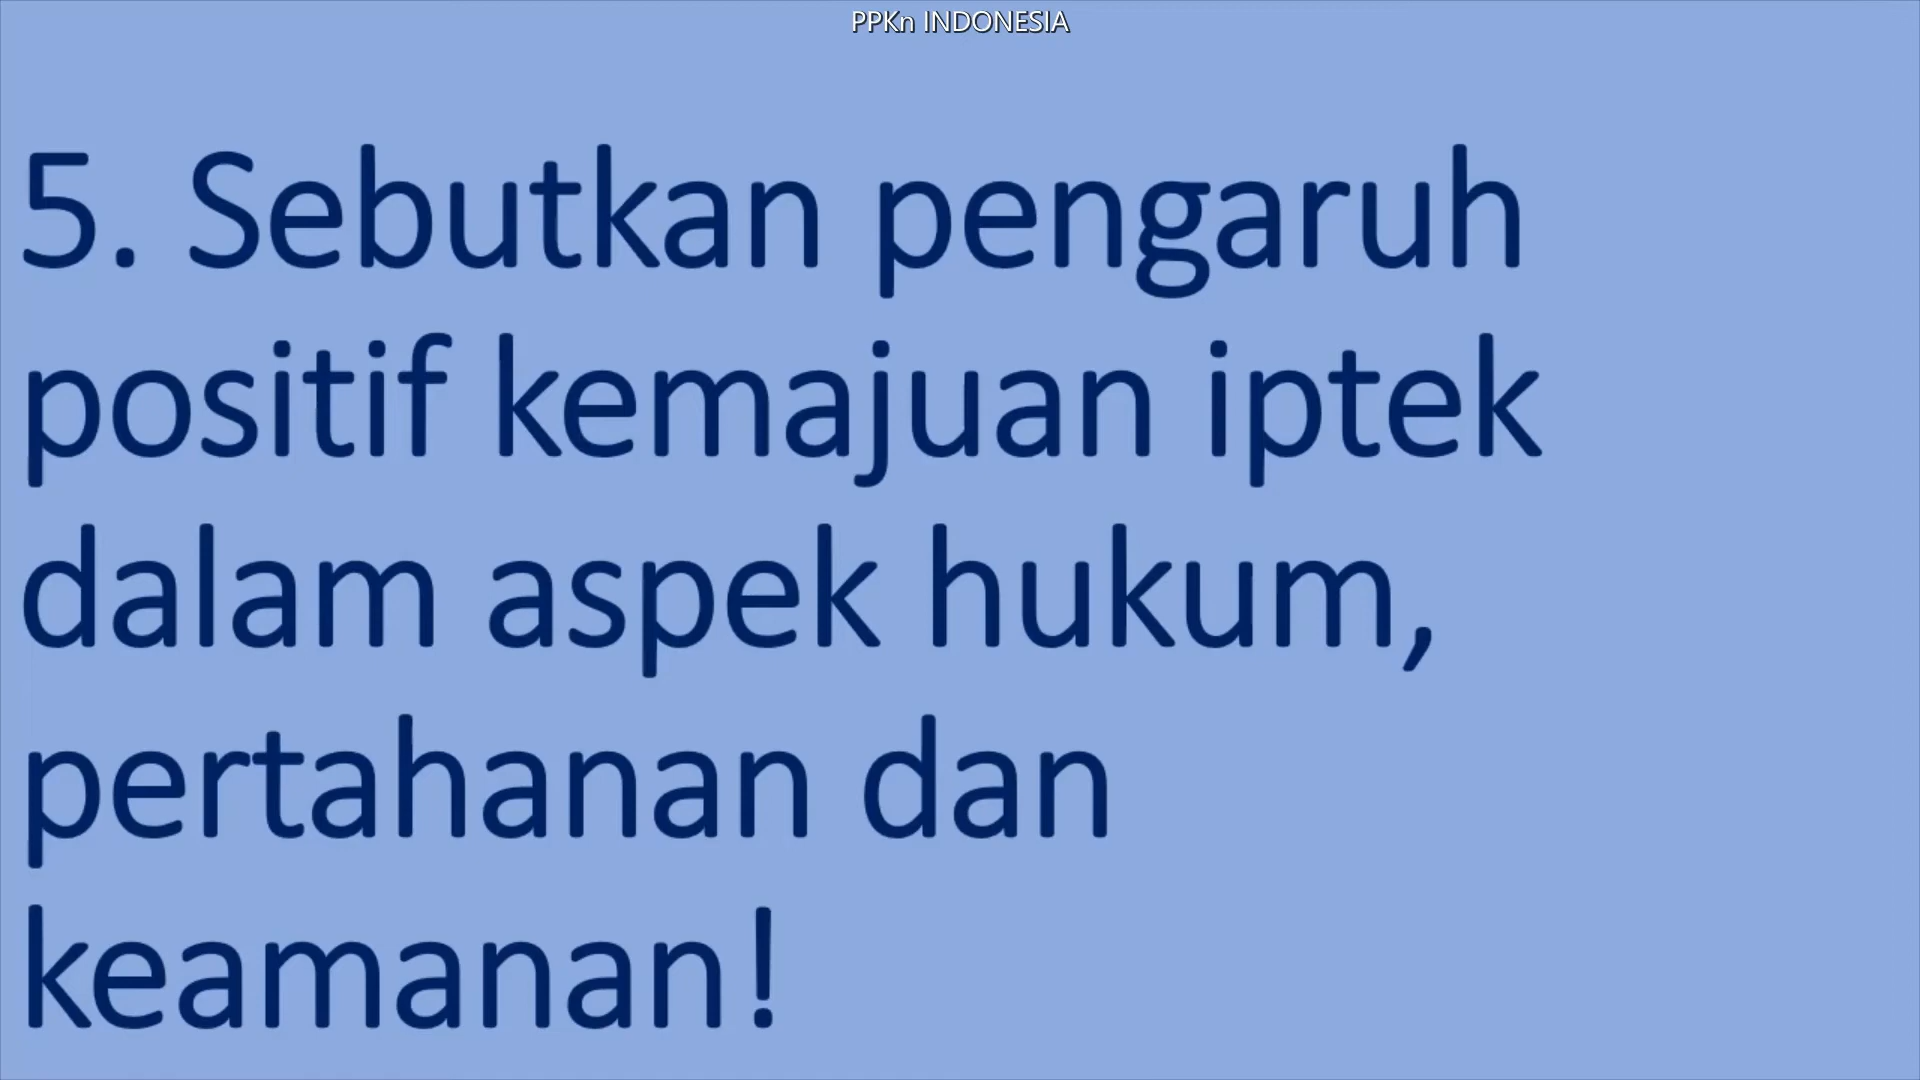 PPKn INDONESIA
5. Sebutkan pengaruh
positif kemajuan iptek
dalam aspek hukum,
pertahanan dan
keamanan!